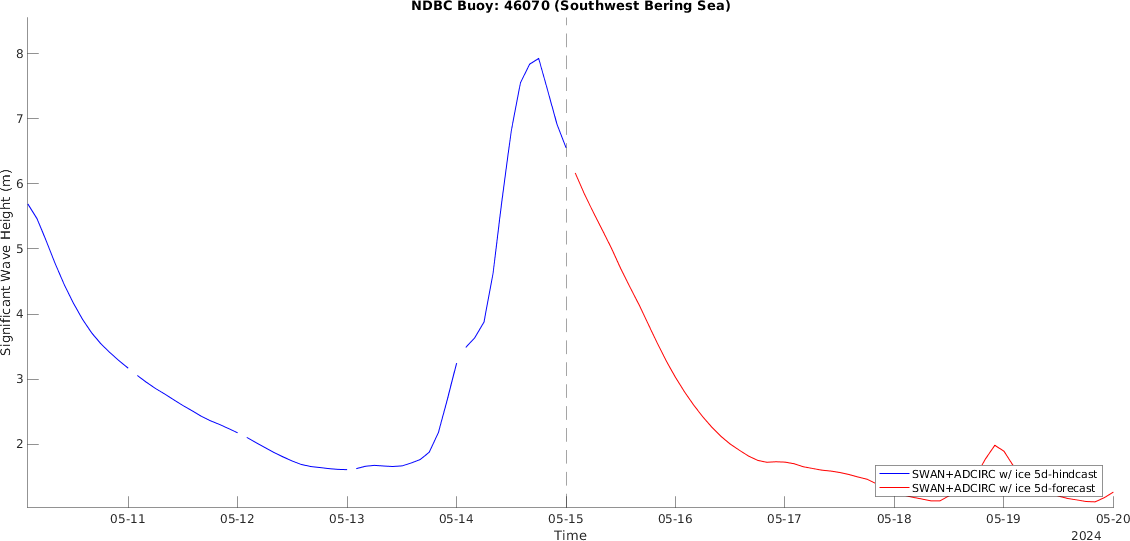 NDBC Buoy: 46070 (Southwest Bering Sea)
8
7
6
5
4
3
2
Significant Wave Height (m)
SWAN+ADCIRC w/ ice 5d-hindcast
SWAN+ADCIRC w/ ice 5d-forecast
05-11 05-12 05-13 05-14 05-15 05-16 05-17 05-18 05-19 05-20
Time
2024